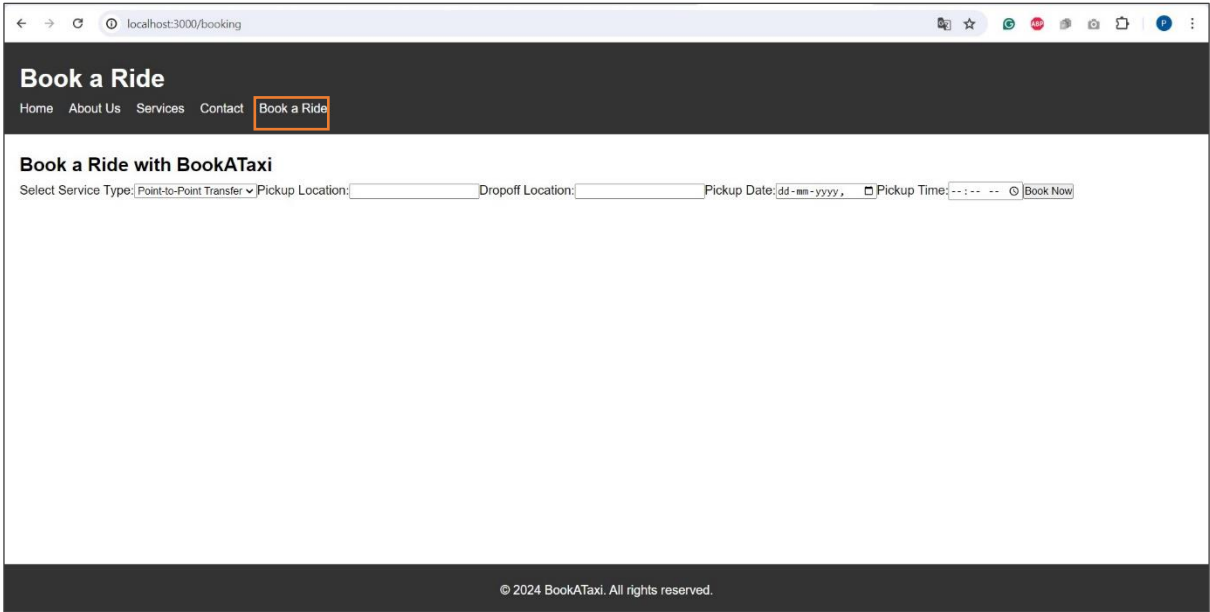 localhost:3000/booking
Book a Ride
Home About Us Services Contact Book a Ride
Book a Ride with BookATaxi
Select Service Type: Point-to-Point Transfer Pickup Location: Dropoff Location: Pickup Date: dd-mm-yyyy, Pickup Time: --:-- -- Book Now
© 2024 BookATaxi. All rights reserved.